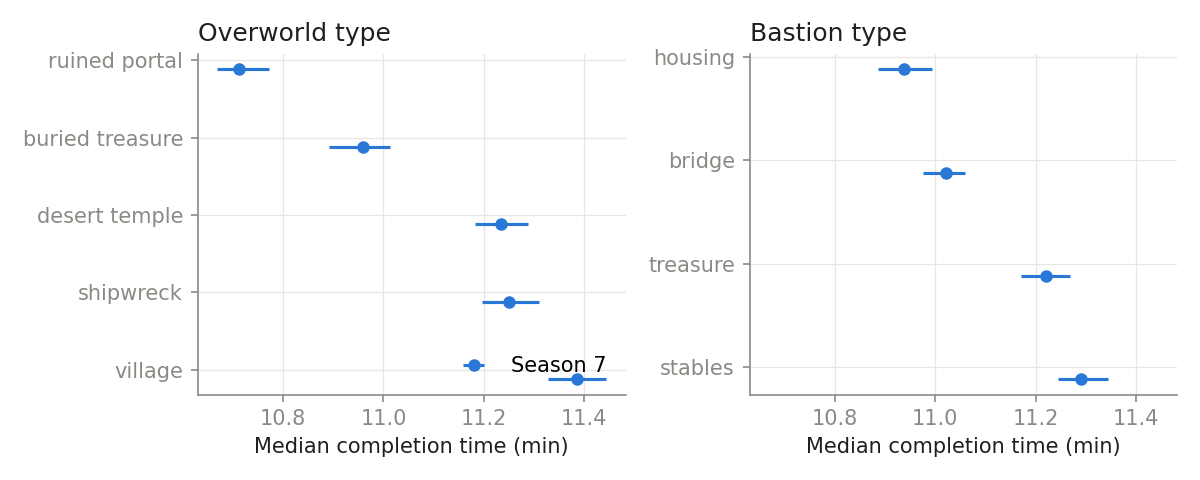 Overworld type
ruined portal
buried treasure
desert temple
shipwreck
village
Season 7
10.8 11.0 11.2 11.4
Median completion time (min)
Bastion type
housing
bridge
treasure
stables
10.8 11.0 11.2 11.4
Median completion time (min)